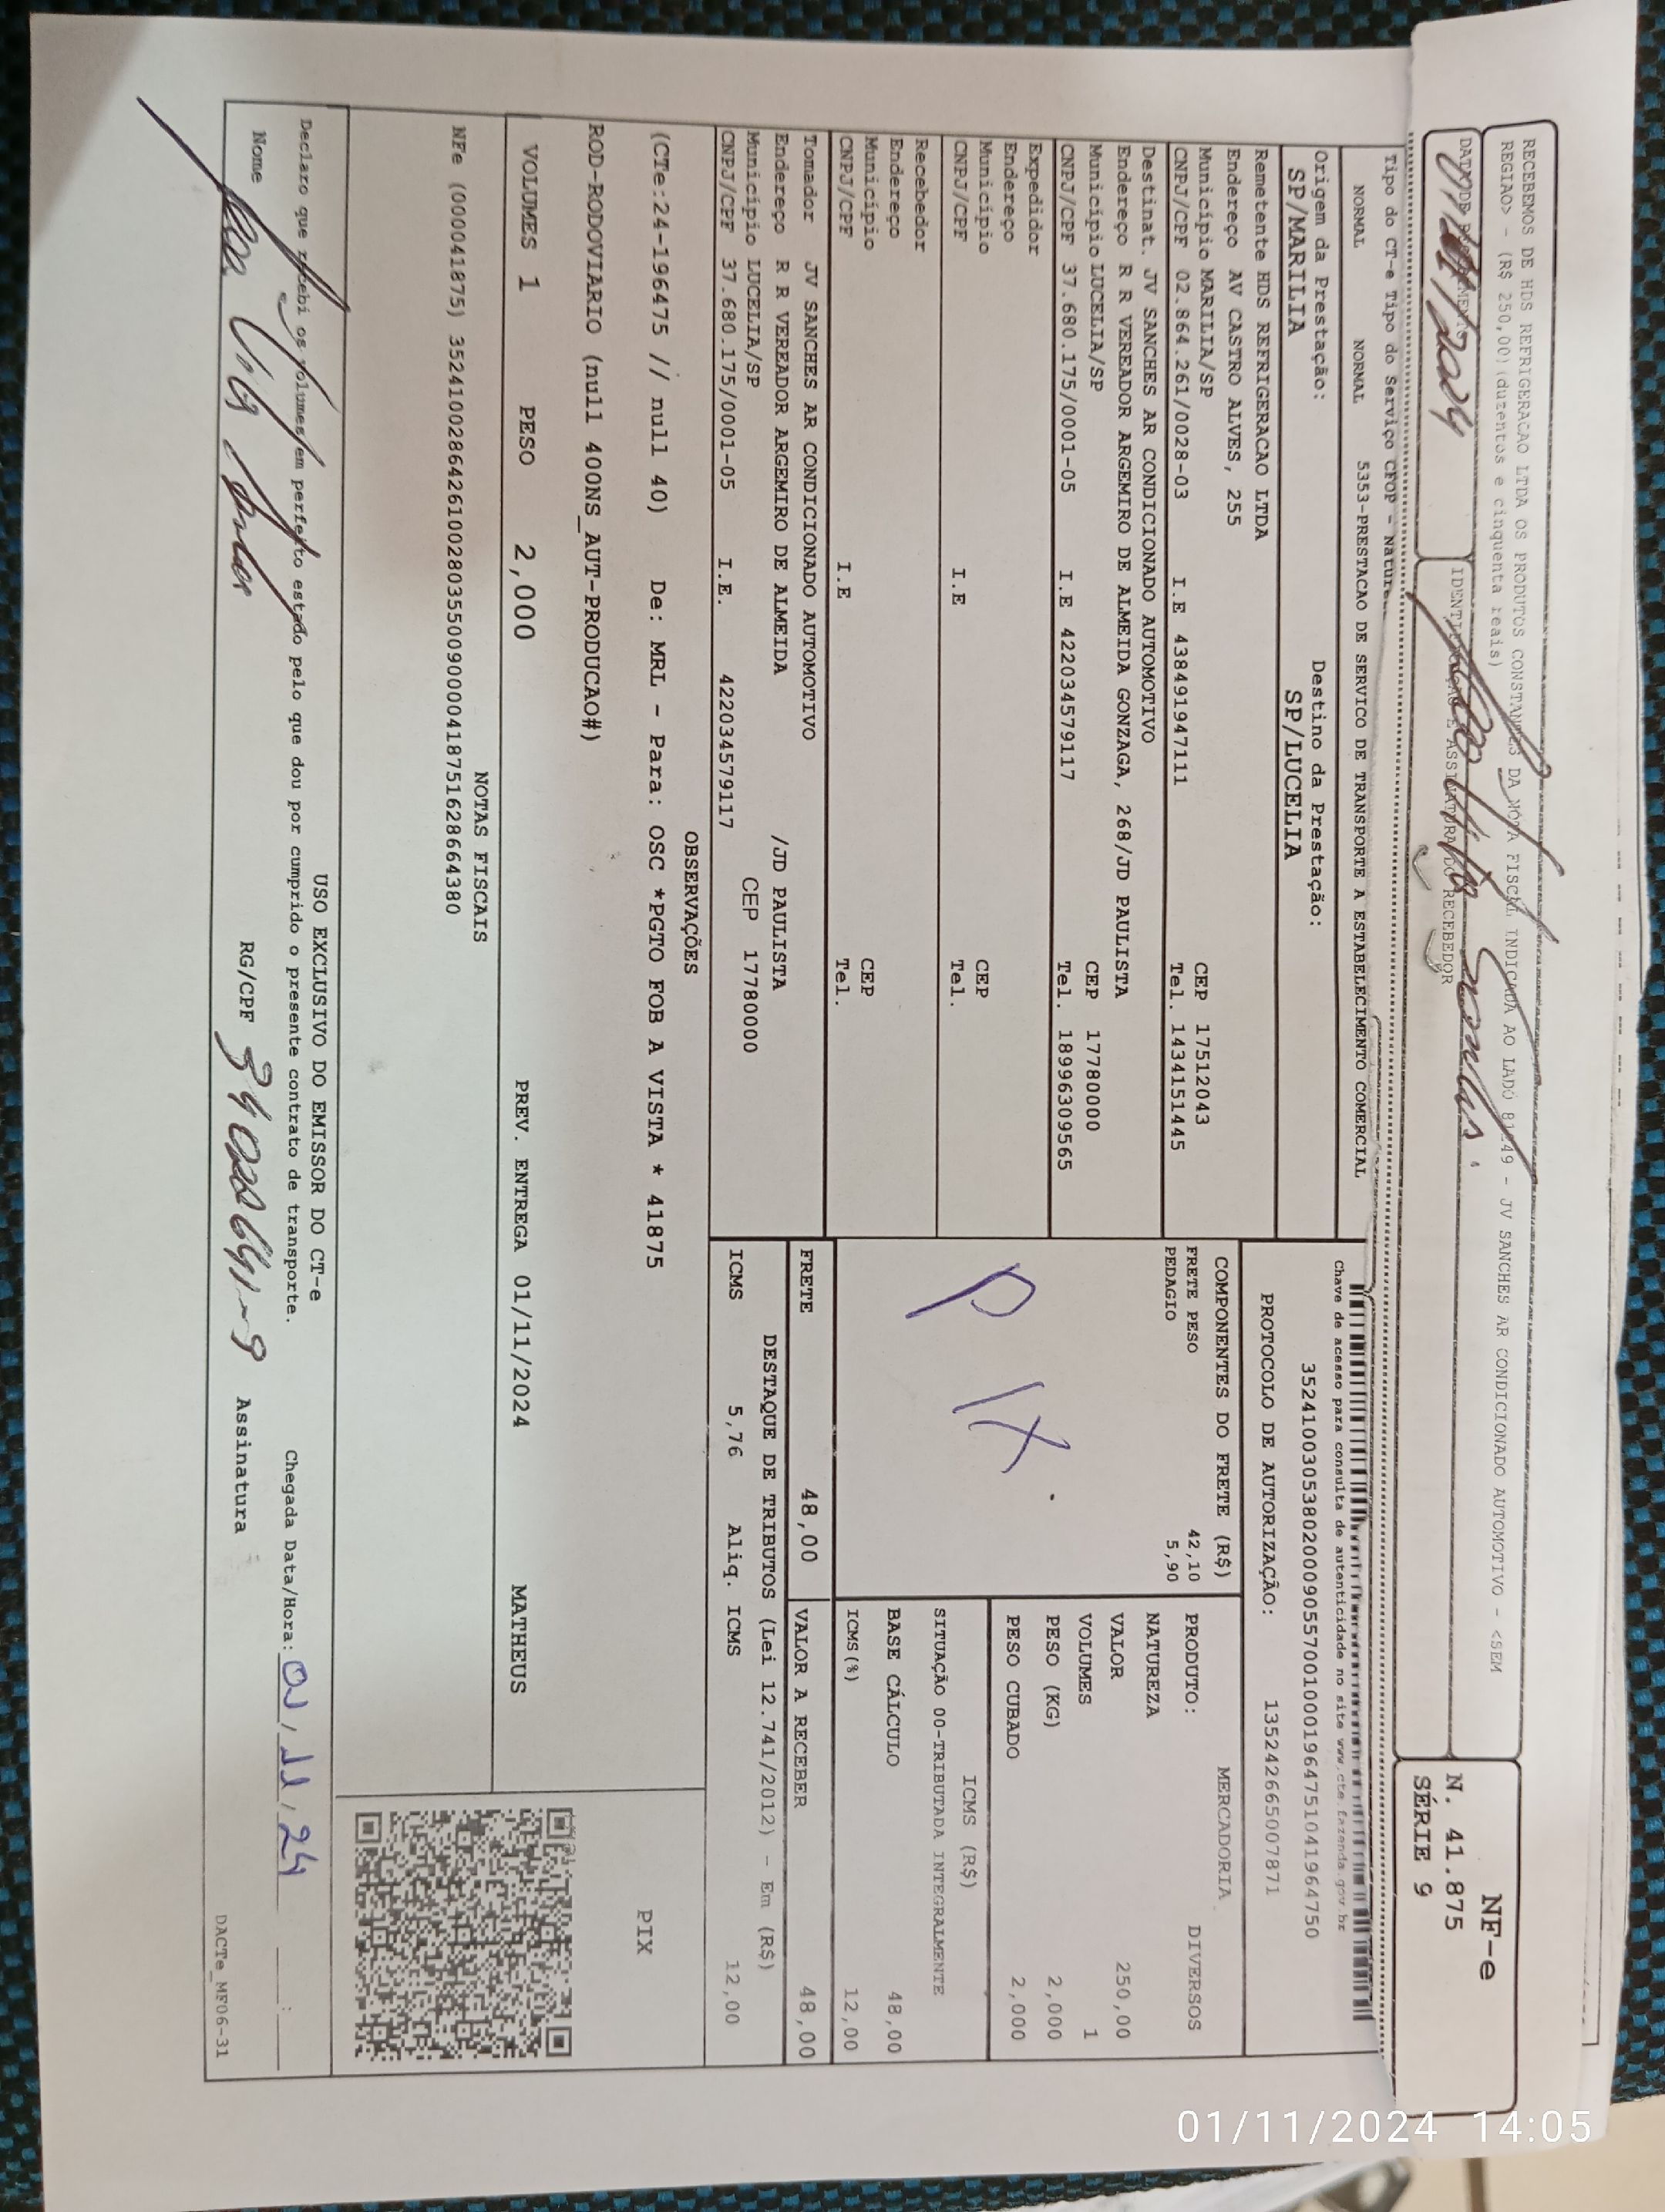 RECEBEMOS DE HDS REFRIGERACAO LTDA OS PRODUTOS CONSTANTES DA NOTA FISCAL INDICADA AO LADO 81249 - JV SANCHES AR CONDICIONADO AUTOMOTIVO - <SEM
REGIAO> - (R$ 250,00) (duzentos e cinquenta reais)
NF-e
N. 41.875
SÉRIE 9
IDENTIFICAÇÃO E ASSINATURA DO RECEBEDOR
Tipo do CT-e Tipo do Serviço CFOP - Nature
NORMAL NORMAL 5353-PRESTACAO DE SERVICO DE TRANSPORTE A ESTABELECIMENTO COMERCIAL
Origem da Prestação: Destino da Prestação:
SP/MARILIA SP/LUCELIA
Chave de acesso para consulta de autenticidade no site www.cte.fazenda.gov.br
35241003053802000905570010001964751041964750
PROTOCOLO DE AUTORIZAÇÃO: 135242665007871
Remetente HDS REFRIGERACAO LTDA
Endereço AV CASTRO ALVES, 255
Município MARILIA/SP CEP 17512043
CNPJ/CPF 02.864.261/0028-03 I.E 438491947111 Tel. 1434151445
Destinat. JV SANCHES AR CONDICIONADO AUTOMOTIVO
Endereço R R VEREADOR ARGEMIRO DE ALMEIDA GONZAGA, 268/JD PAULISTA
Município LUCELIA/SP CEP 17780000
CNPJ/CPF 37.680.175/0001-05 I.E 422034579117 Tel. 18996309565
Expedidor
Endereço
Município CEP
CNPJ/CPF I.E Tel.
Recebedor
Endereço
Município CEP
CNPJ/CPF I.E Tel.
Tomador JV SANCHES AR CONDICIONADO AUTOMOTIVO
Endereço R R VEREADOR ARGEMIRO DE ALMEIDA /JD PAULISTA
Município LUCELIA/SP CEP 17780000
CNPJ/CPF 37.680.175/0001-05 I.E. 422034579117
COMPONENTES DO FRETE (R$)
FRETE PESO 42,10
PEDAGIO 5,90
PIX
MERCADORIA
PRODUTO: DIVERSOS
NATUREZA
VALOR 250,00
VOLUMES 1
PESO (KG) 2,000
PESO CUBADO 2,000
ICMS (R$)
SITUAÇÃO 00-TRIBUTADA INTEGRALMENTE
BASE CÁLCULO 48,00
ICMS(%) 12,00
FRETE 48,00 VALOR A RECEBER 48,00
DESTAQUE DE TRIBUTOS (Lei 12.741/2012) - Em (R$)
ICMS 5,76 Aliq. ICMS 12,00
OBSERVAÇÕES
(CTe:24-196475 // null 40) De: MRL - Para: OSC *PGTO FOB A VISTA * 41875
ROD-RODOVIARIO (null 400NS_AUT-PRODUCAO#)
PIX
VOLUMES 1 PESO 2,000 PREV. ENTREGA 01/11/2024 MATHEUS
NOTAS FISCAIS
NFe (000041875) 35241002864261002803550090000418751628664380
USO EXCLUSIVO DO EMISSOR DO CT-e
Declaro que recebi os volumes em perfeito estado pelo que dou por cumprido o presente contrato de transporte. Chegada Data/Hora: 01/11/24 :
Nome RG/CPF Assinatura
DACTe_MF06-31
01/11/2024 14:05